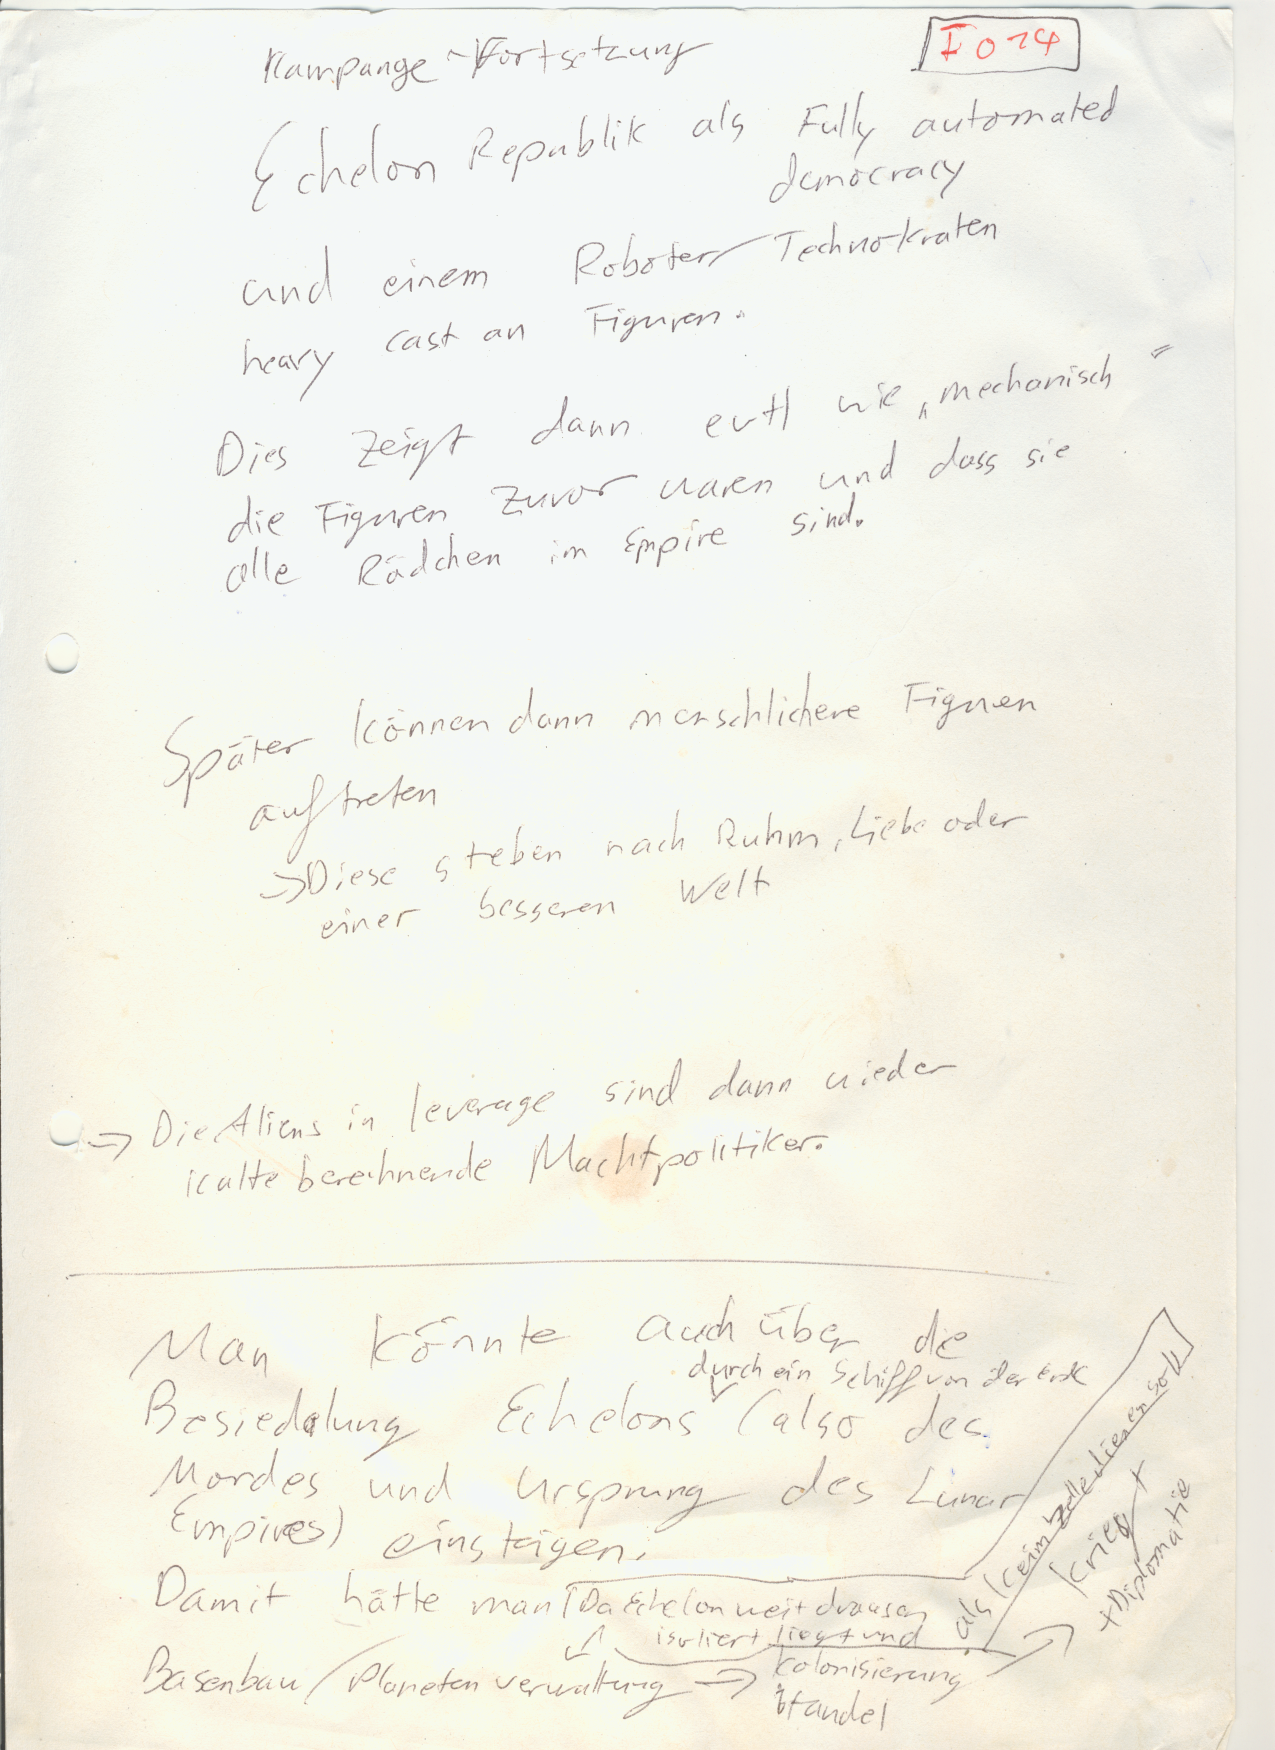 I014
Kampange-Fortsetzung
Echelon Republik als Fully automated
democracy
und einem Roboter/Technokraten
heavy cast an Figuren.
Dies zeigt dann evtl wie „mechanisch"
die Figuren zuvor waren und dass sie
alle Rädchen im Empire sind.
Später können dann menschlichere Figuren
auftreten
→ Diese steben nach Ruhm, Liebe oder
einer besseren Welt
→ Die Aliens in leverage sind dann wieder
kalte berechnende Machtpolitiker.
Man könnte auch über die
durch ein Schiff von der Erde
Besiedelung Echelons (also des
Mordes und Ursprung des Lunar
Empires) einsteigen.
Damit hätte man (Da Echelon weit draussen
isoliert liegt und
als Keimzelle dienen soll
Basenbau/Planetenverwaltung → Kolonisierung
Handel
Krieg +
+Diplomatie